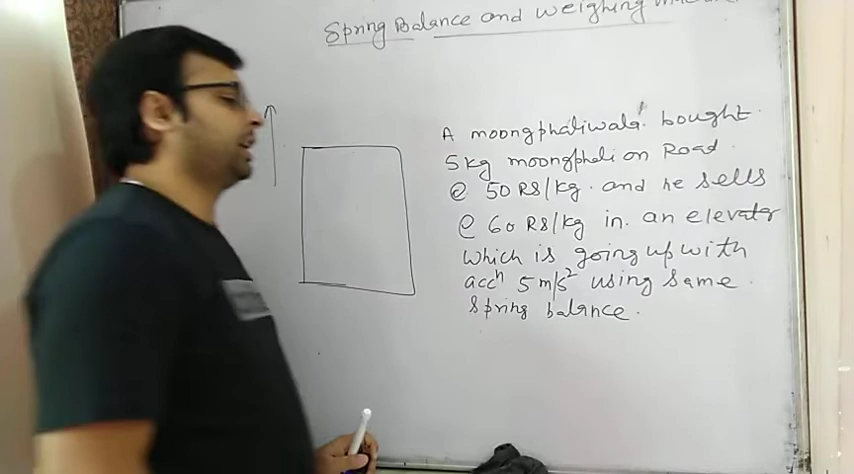 Spring Balance and weighing
A moongphaliwala bought
5kg moongphali on Road.
@ 50 RS/kg. and he sells
@ 60 RS/kg in. an elevator
which is going up with
accⁿ 5 m/s² using same.
spring balance.